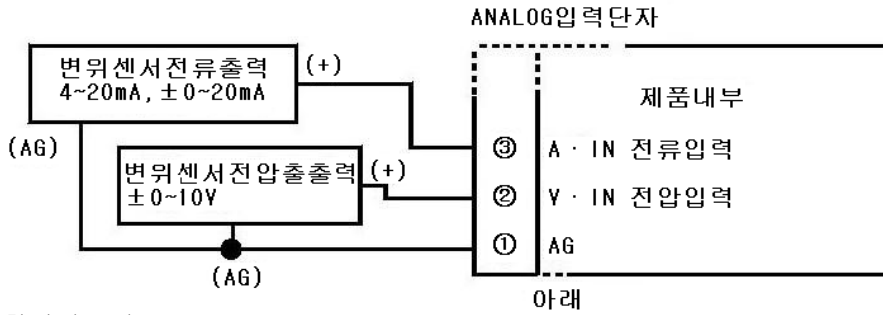 ANALOG입력단자
변위센서전류출력
4~20mA,±0~20mA
(+)
제품내부
(AG)
③ A · IN 전류입력
변위센서전압출출력
±0~10V
(+)
② V · IN 전압입력
① AG
(AG)
아래